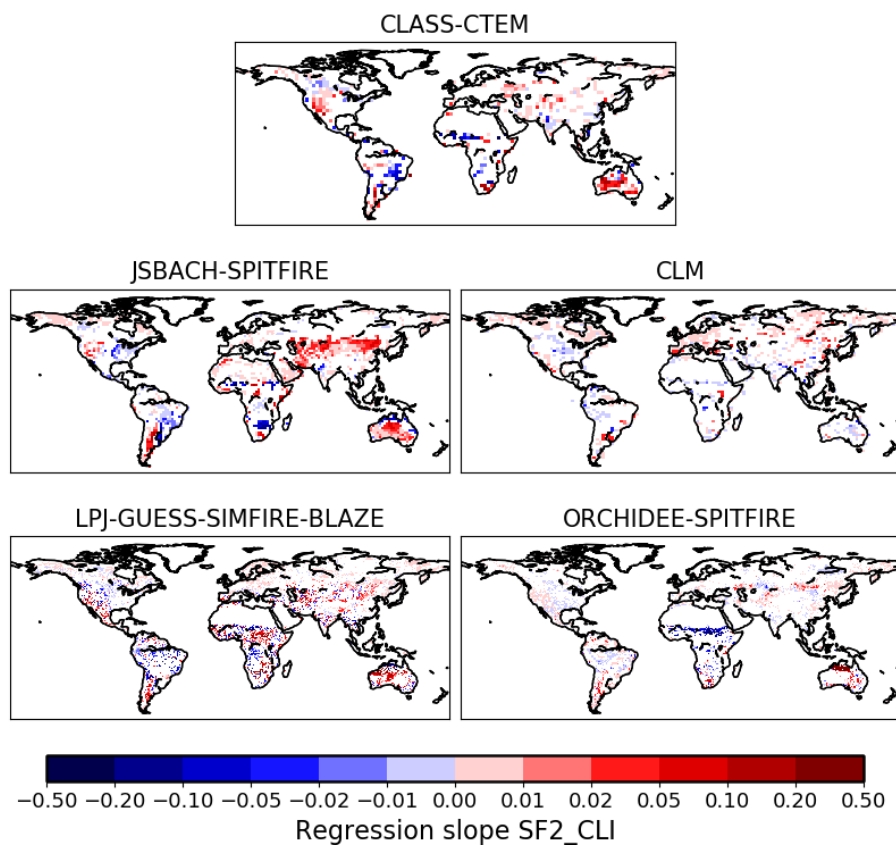 CLASS-CTEM
JSBACH-SPITFIRE CLM
LPJ-GUESS-SIMFIRE-BLAZE ORCHIDEE-SPITFIRE
−0.50 −0.20 −0.10 −0.05 −0.02 −0.01 0.00 0.01 0.02 0.05 0.10 0.20 0.50
Regression slope SF2_CLI